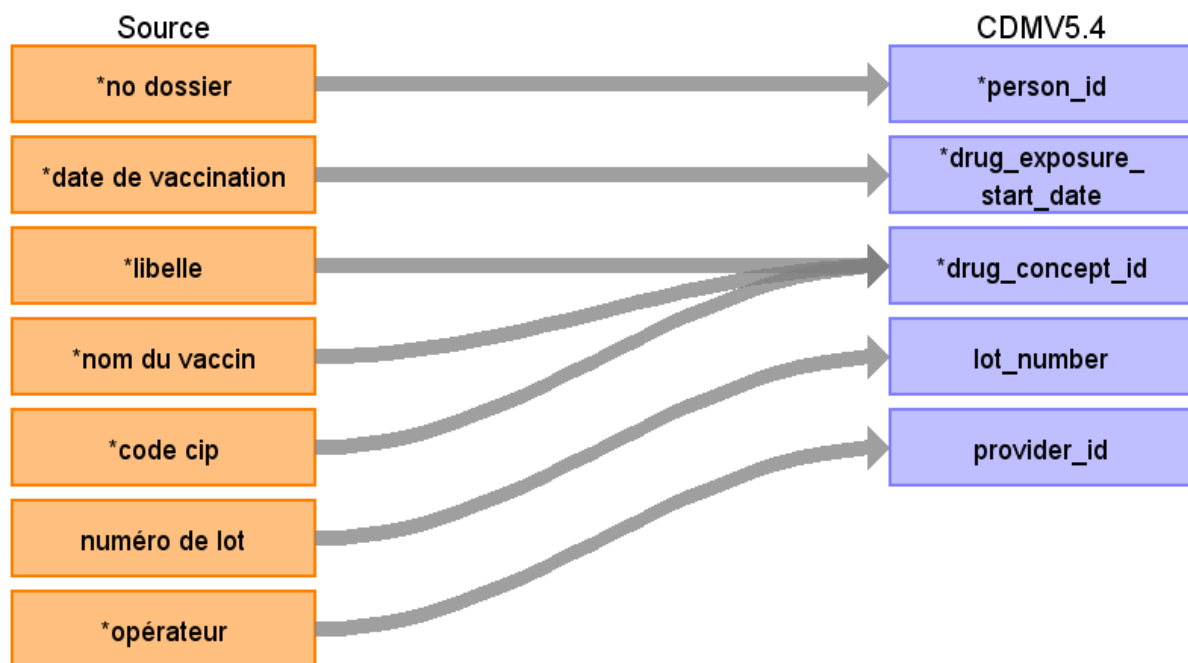 Source
CDMV5.4
*no dossier
*person_id
*date de vaccination
*drug_exposure_
start_date
*libelle
*drug_concept_id
*nom du vaccin
lot_number
*code cip
provider_id
numéro de lot
*opérateur